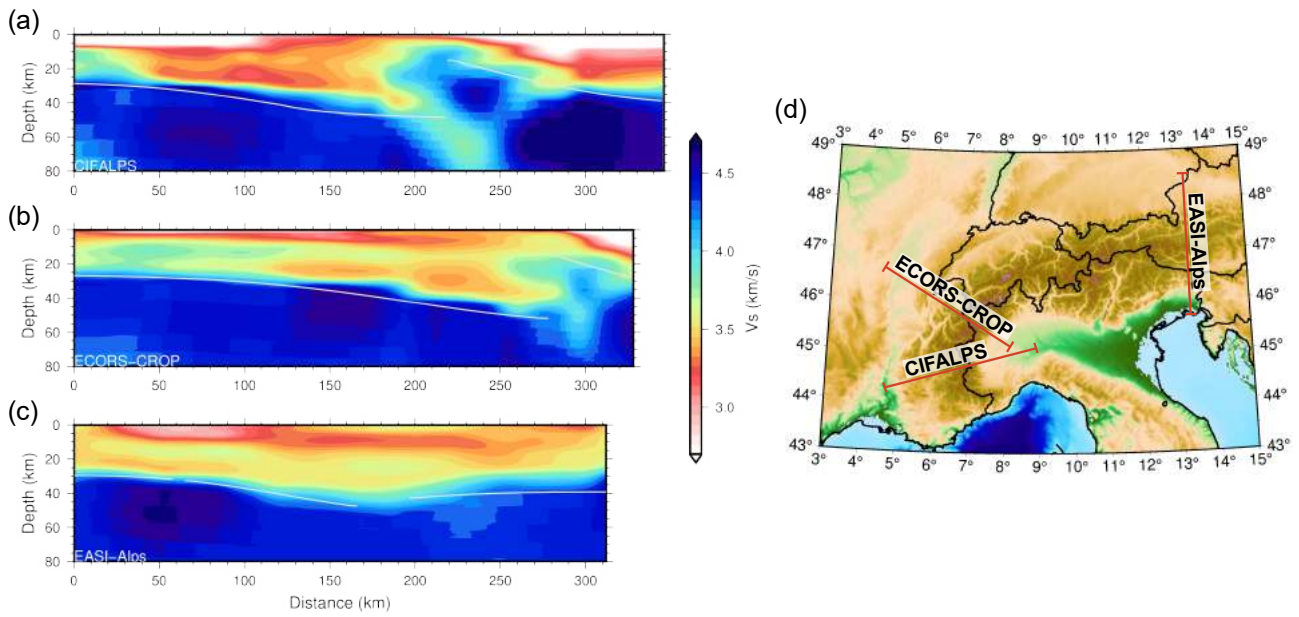 (a)
0
20
40
60
80
Depth (km)
CIFALPS
0 50 100 150 200 250 300
(b)
0
20
40
60
80
Depth (km)
ECORS–CROP
0 50 100 150 200 250 300
(c)
0
20
40
60
80
Depth (km)
EASI–Alps
0 50 100 150 200 250 300
Distance (km)
4.5
4.0
3.5
3.0
Vs (km/s)
(d)
3° 4° 5° 6° 7° 8° 9° 10° 11° 12° 13° 14° 15°
49° 49°
48° 48°
47° 47°
46° 46°
45° 45°
44° 44°
43° 43°
3° 4° 5° 6° 7° 8° 9° 10° 11° 12° 13° 14° 15°
EASI-Alps
ECORS-CROP
CIFALPS